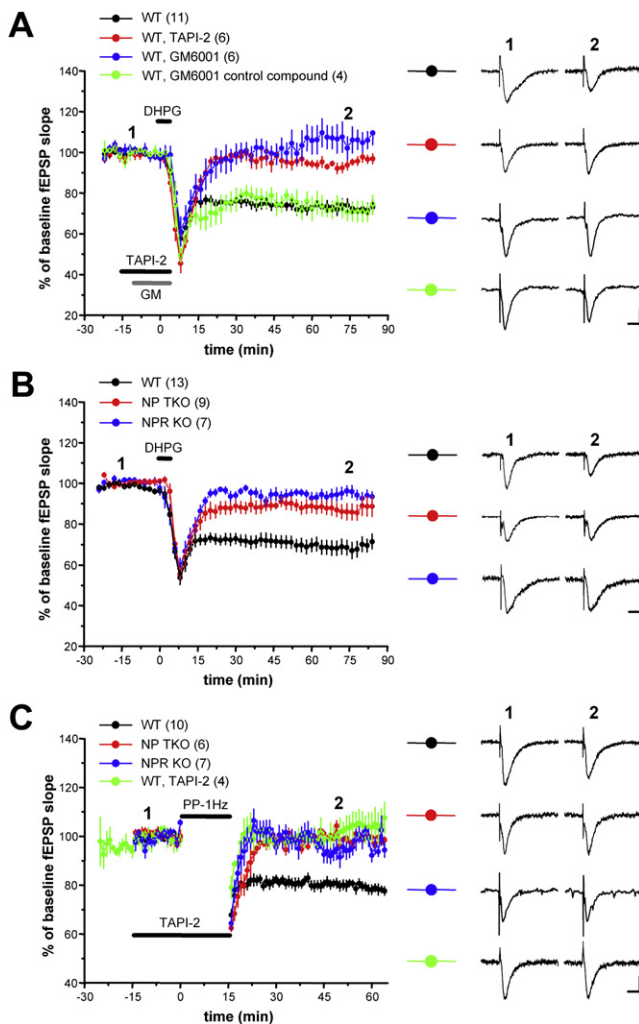 A
WT (11)
WT, TAPI-2 (6)
WT, GM6001 (6)
WT, GM6001 control compound (4)
% of baseline fEPSP slope
140
120
100
80
60
40
20
DHPG
1
2
TAPI-2
GM
-30 -15 0 15 30 45 60 75 90
time (min)
1 2
B
WT (13)
NP TKO (9)
NPR KO (7)
% of baseline fEPSP slope
140
120
100
80
60
40
20
DHPG
1
2
-30 -15 0 15 30 45 60 75 90
time (min)
1 2
C
WT (10)
NP TKO (6)
NPR KO (7)
WT, TAPI-2 (4)
% of baseline fEPSP slope
140
120
100
80
60
40
PP-1Hz
1
2
TAPI-2
-30 -15 0 15 30 45 60
time (min)
1 2